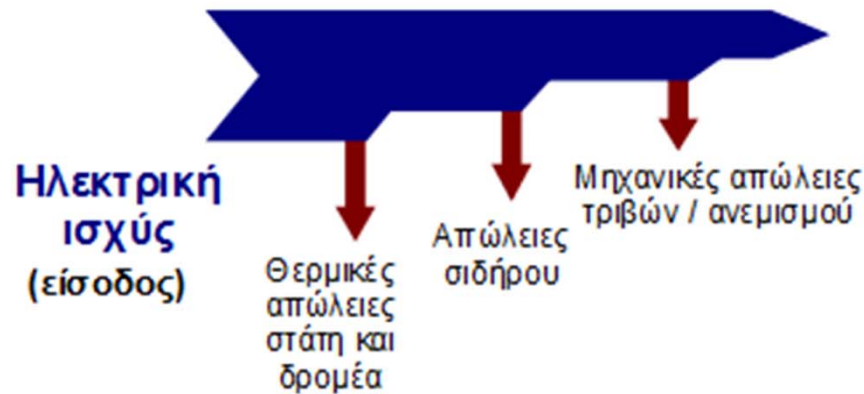 Ηλεκτρική
ισχύς
(είσοδος)
Θερμικές
απώλειες
στάτη και
δρομέα
Απώλειες
σιδήρου
Μηχανικές απώλειες
τριβών / ανεμισμού